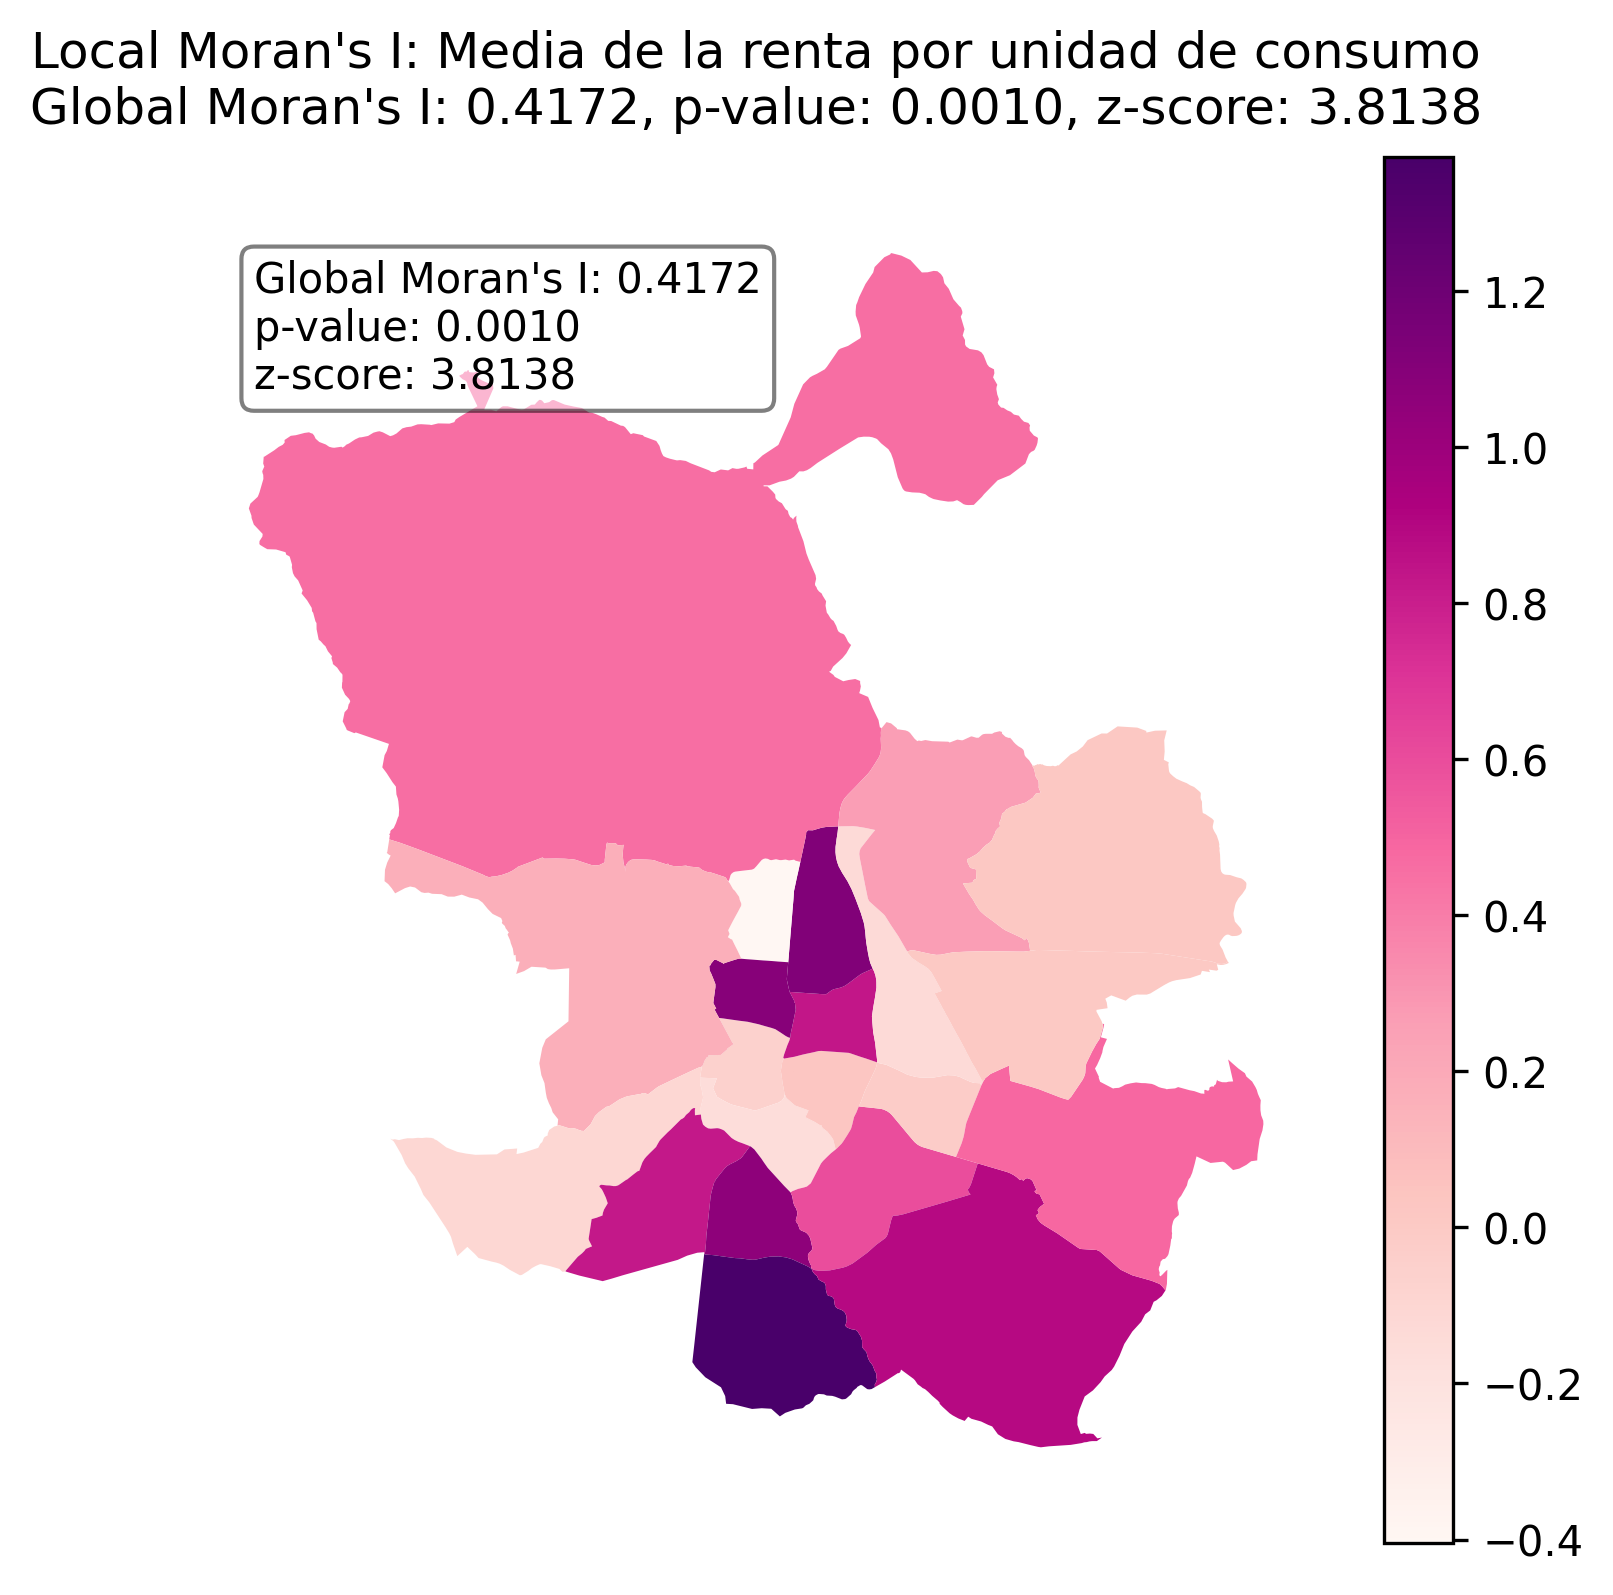 Local Moran's I: Media de la renta por unidad de consumo
Global Moran's I: 0.4172, p-value: 0.0010, z-score: 3.8138
Global Moran's I: 0.4172
p-value: 0.0010
z-score: 3.8138
1.2
1.0
0.8
0.6
0.4
0.2
0.0
−0.2
−0.4